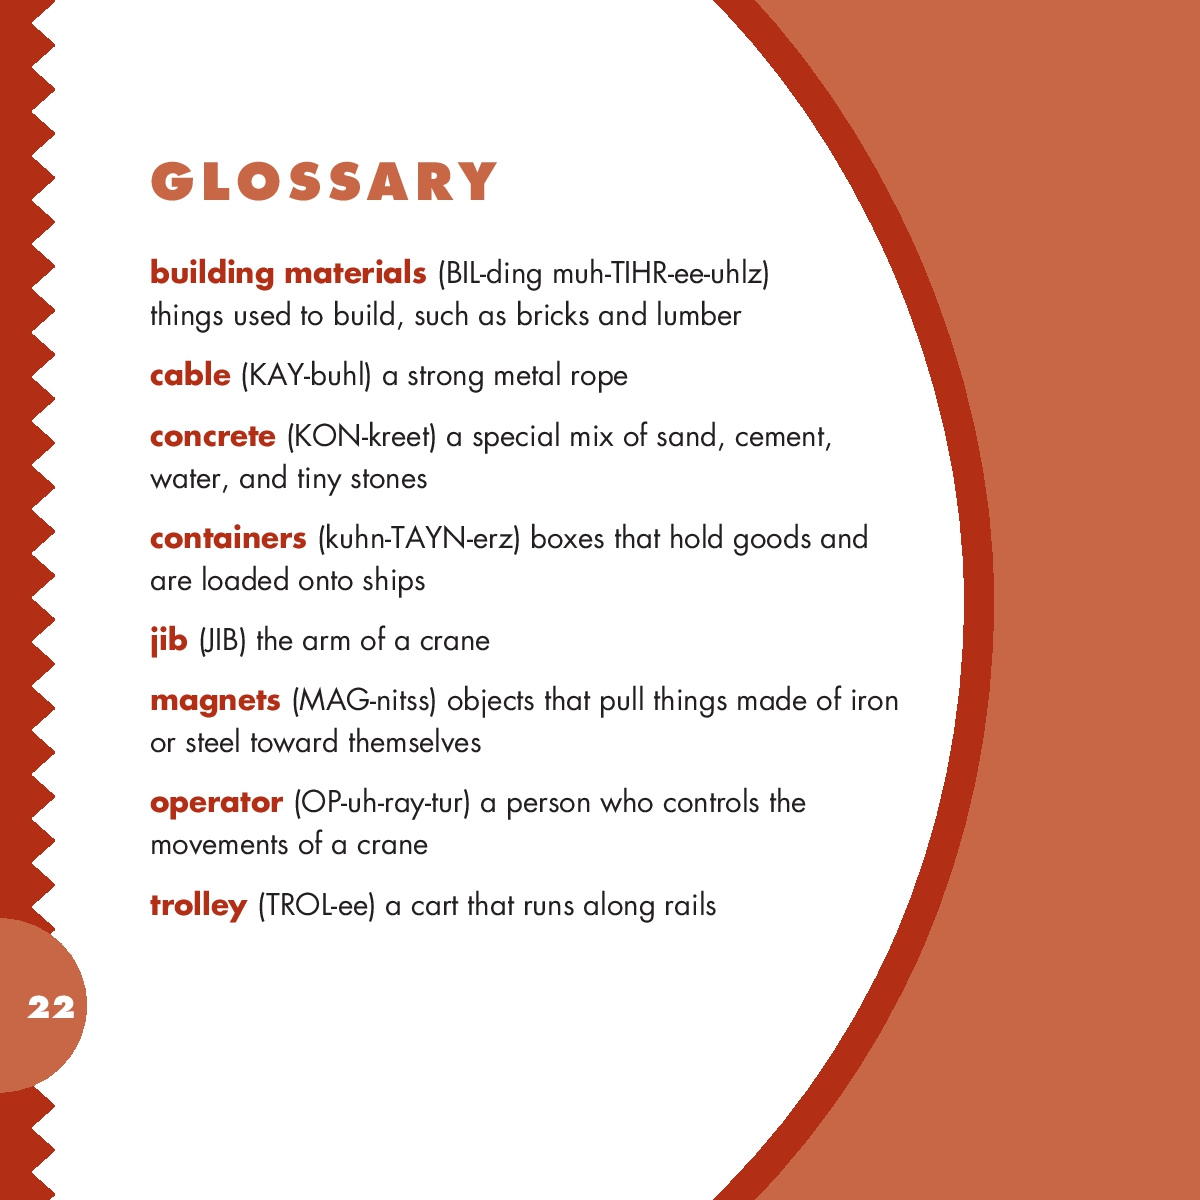 GLOSSARY
building materials (BIL-ding muh-TIHR-ee-uhlz)
things used to build, such as bricks and lumber
cable (KAY-buhl) a strong metal rope
concrete (KON-kreet) a special mix of sand, cement,
water, and tiny stones
containers (kuhn-TAYN-erz) boxes that hold goods and
are loaded onto ships
jib (JIB) the arm of a crane
magnets (MAG-nitss) objects that pull things made of iron
or steel toward themselves
operator (OP-uh-ray-tur) a person who controls the
movements of a crane
trolley (TROL-ee) a cart that runs along rails
22